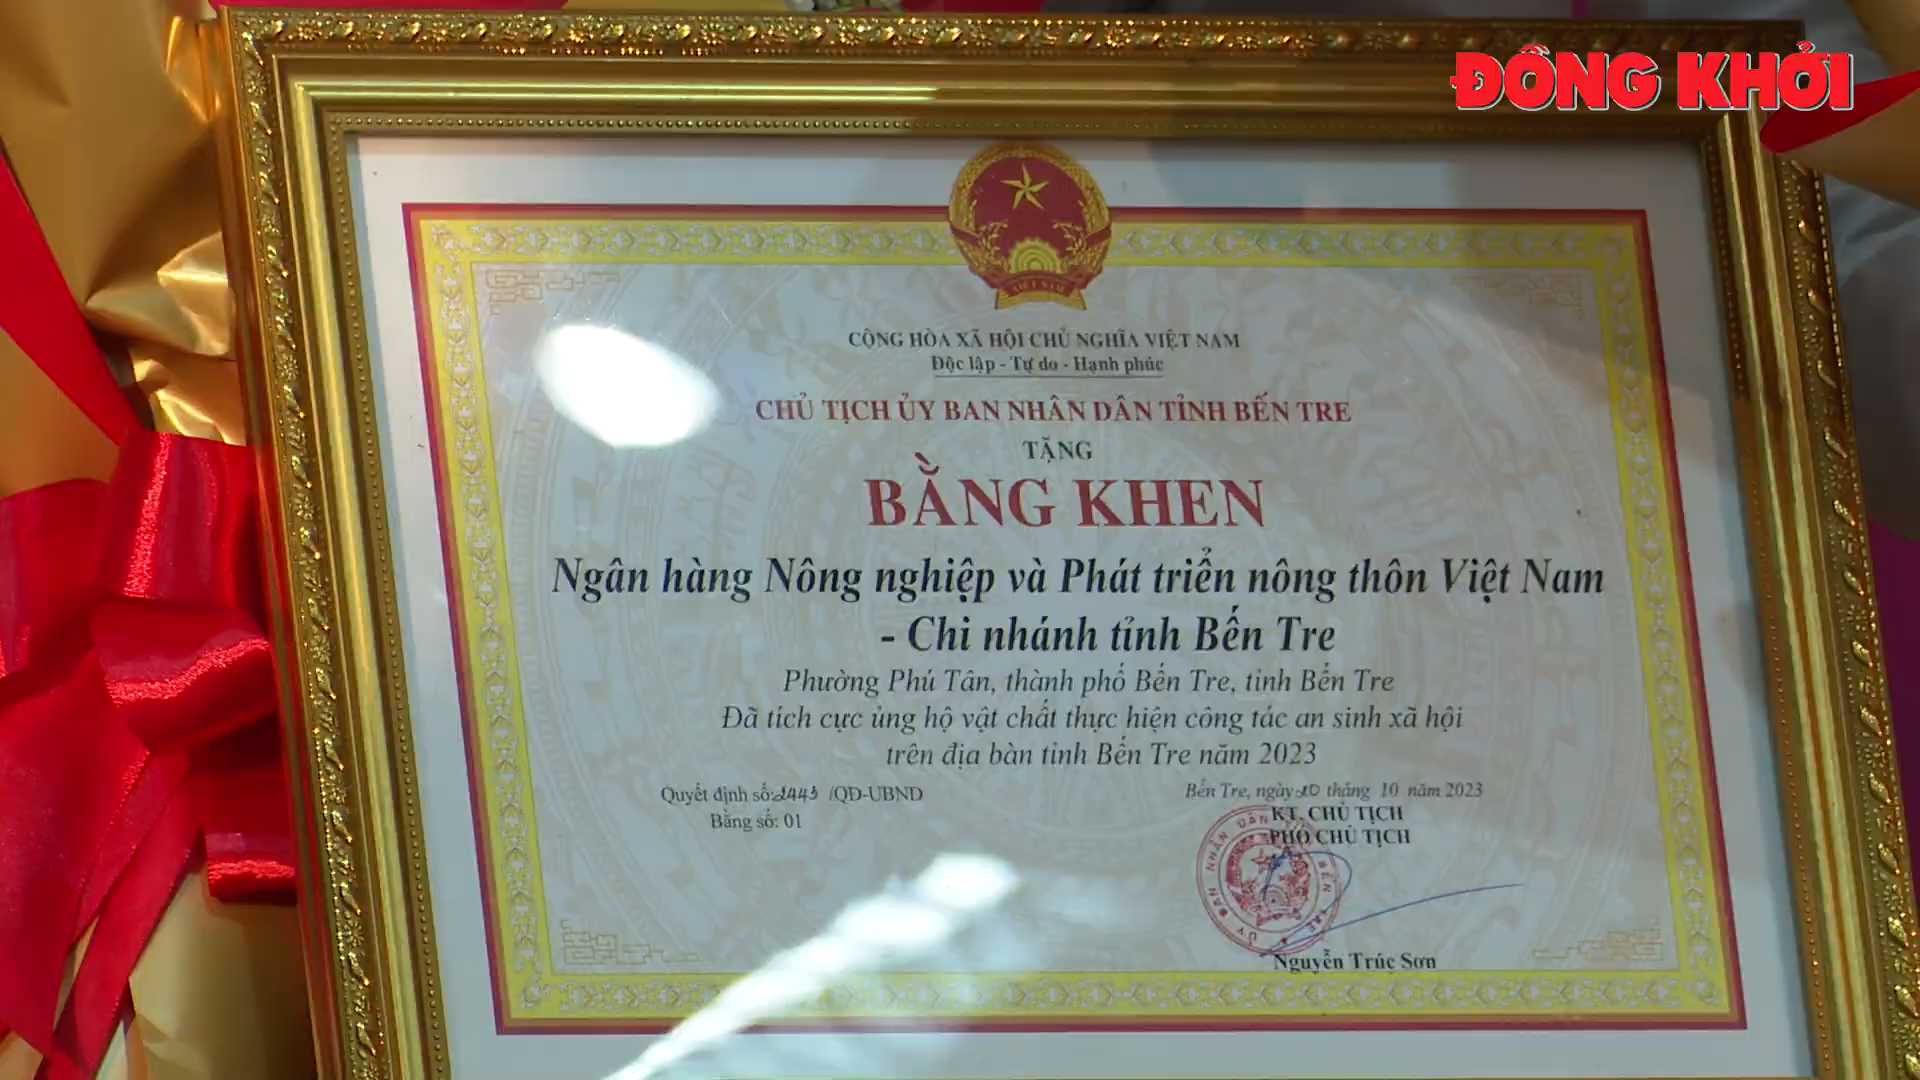 ĐỒNG KHỞI
CỘNG HÒA XÃ HỘI CHỦ NGHĨA VIỆT NAM
Độc lập - Tự do - Hạnh phúc
CHỦ TỊCH ỦY BAN NHÂN DÂN TỈNH BẾN TRE
TẶNG
BẰNG KHEN
Ngân hàng Nông nghiệp và Phát triển nông thôn Việt Nam
- Chi nhánh tỉnh Bến Tre
Phường Phú Tân, thành phố Bến Tre, tỉnh Bến Tre
Đã tích cực ủng hộ vật chất thực hiện công tác an sinh xã hội
trên địa bàn tỉnh Bến Tre năm 2023
Quyết định số:2443 /QĐ-UBND
Bằng số: 01
Bến Tre, ngày 20 tháng 10 năm 2023
KT. CHỦ TỊCH
PHÓ CHỦ TỊCH
Nguyễn Trúc Sơn